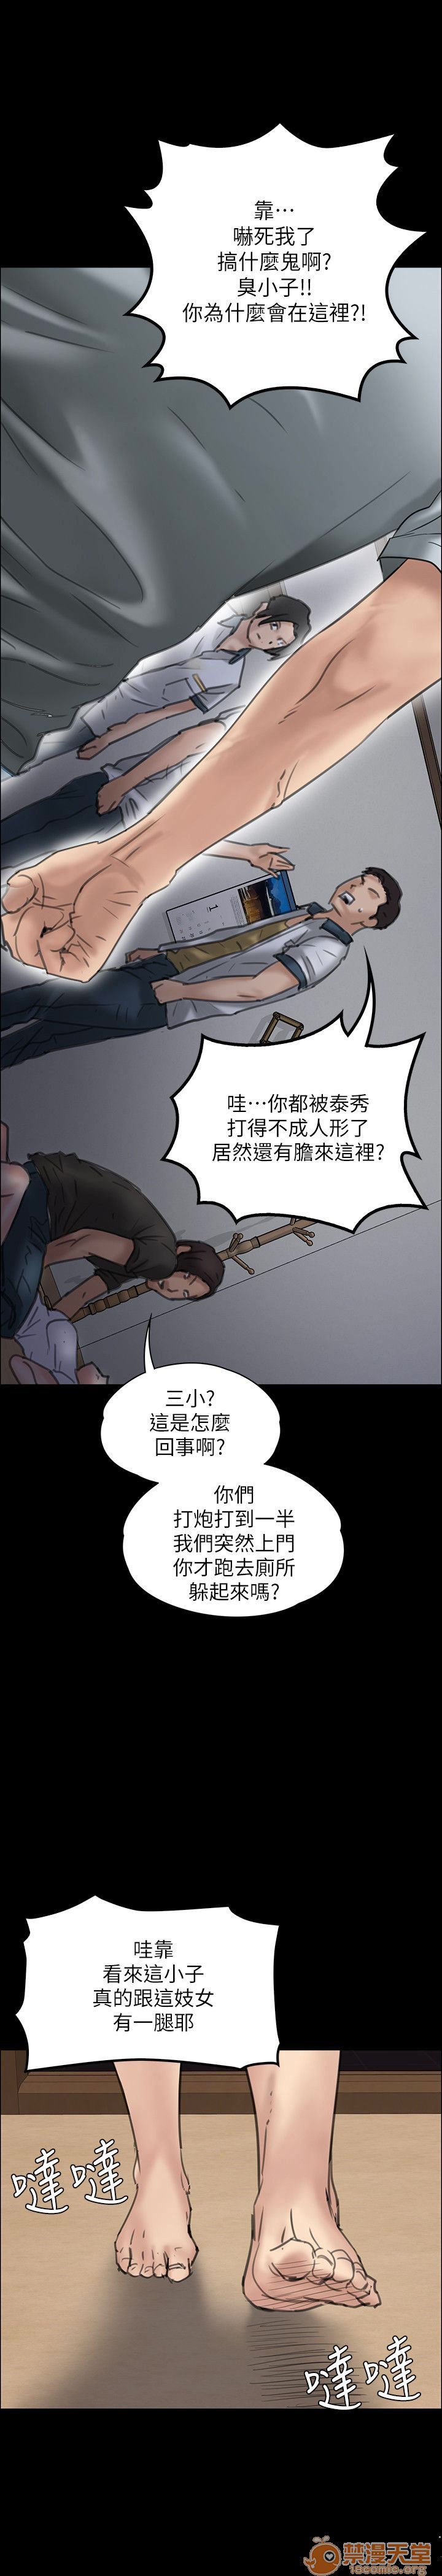 靠…
嚇死我了
搞什麼鬼啊?
臭小子!!
你為什麼會在這裡?!
1
哇…你都被泰秀
打得不成人形了
居然還有膽來這裡?
三小?
這是怎麼
回事啊?
你們
打炮打到一半
我們突然上門
你才跑去廁所
躲起來嗎?
哇靠
看來這小子
真的跟這妓女
有一腿耶
噠噠
噠噠
禁漫天堂
18comic.org